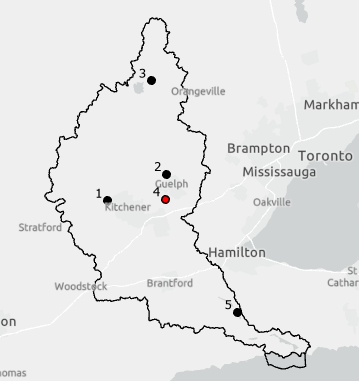 3
Orangeville
Markham
Brampton
Toronto
2
Mississauga
Guelph
1
4
Kitchener
Oakville
Stratford
Hamilton
St
Cathar
Woodstock
Brantford
5
on
omas